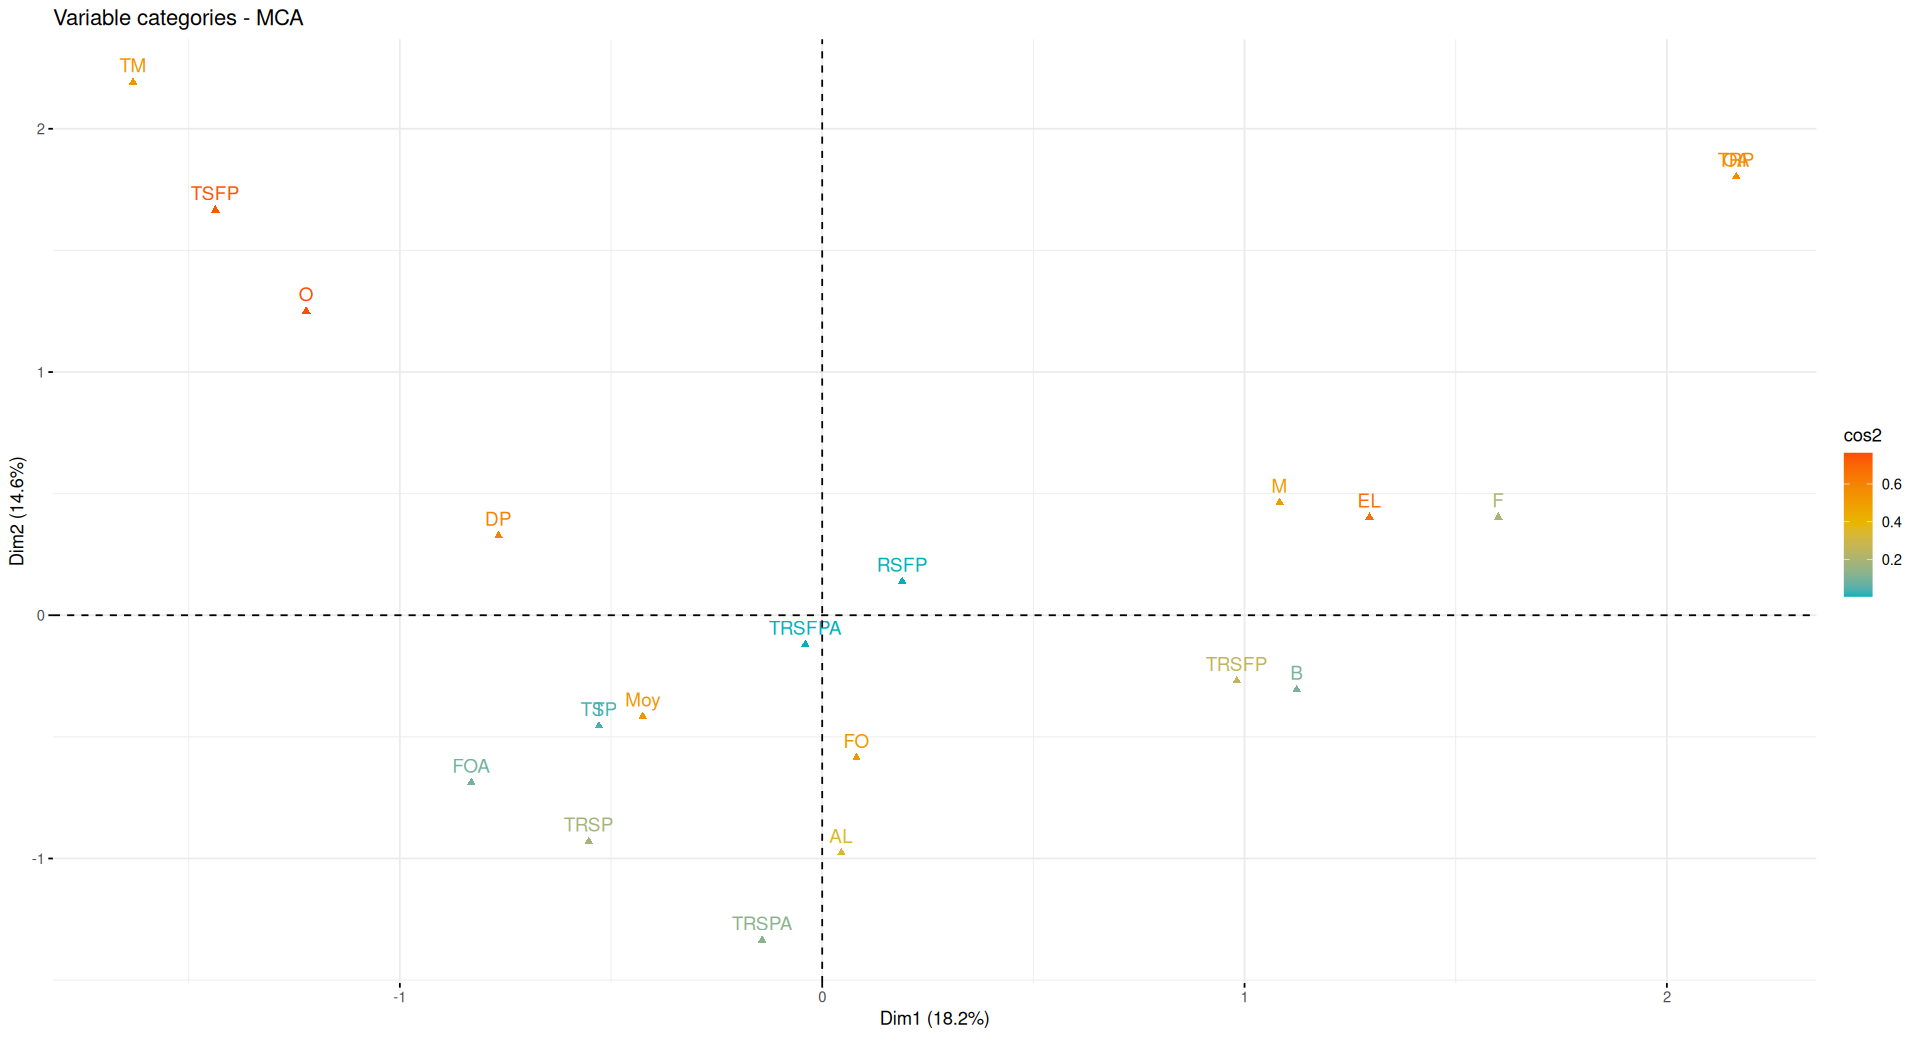 Variable categories - MCA
TM
TSFP
O
DP
M
EL
F
RSFP
TRSFPA
TRSFP
B
Moy
FO
FOA
TRSP
AL
TRSPA
2
1
0
-1
-1
0
1
2
Dim1 (18.2%)
Dim2 (14.6%)
cos2
0.6
0.4
0.2